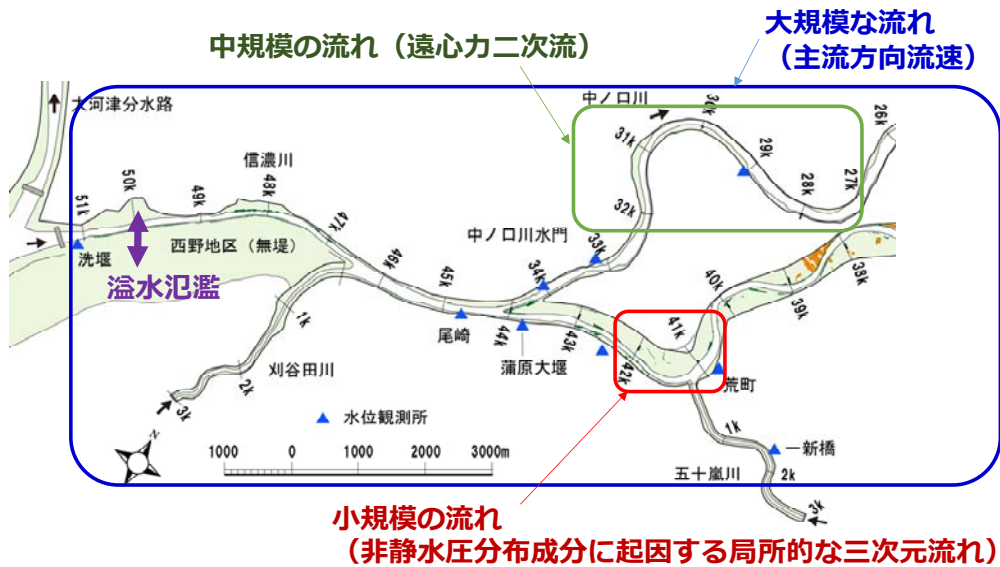 中規模の流れ（遠心力二次流）
大規模な流れ
（主流方向流速）
大河津分水路
中ノ口川
30k
26k
31k
29k
信濃川
50k
48k
27k
28k
49k
51k
47k
32k
中ノ口川水門
33k
西野地区（無堤）
洗堰
46k
34k
溢水氾濫
45k
40k
38k
39k
1k
41k
尾崎
44k
43k
蒲原大堰
42k
刈谷田川
2k
荒町
3k
水位観測所
N
1k
一新橋
1000 0 1000 2000 3000m
五十嵐川
2k
3k
小規模の流れ
（非静水圧分布成分に起因する局所的な三次元流れ）